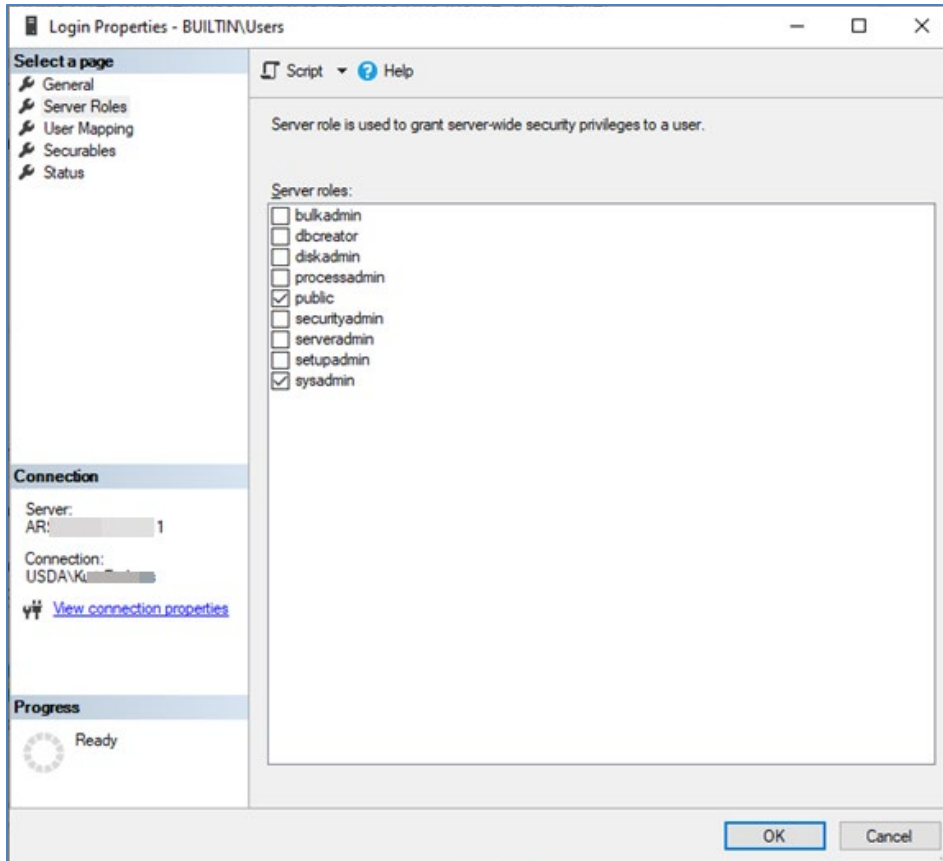 Login Properties - BUILTIN\Users
Select a page
General
Server Roles
User Mapping
Securables
Status
Script
Help
Server role is used to grant server-wide security privileges to a user.
Server roles:
bulkadmin
dbcreator
diskadmin
processadmin
public
securityadmin
serveradmin
setupadmin
sysadmin
Connection
Server:
1
Connection:
View connection properties
Progress
Ready
OK
Cancel